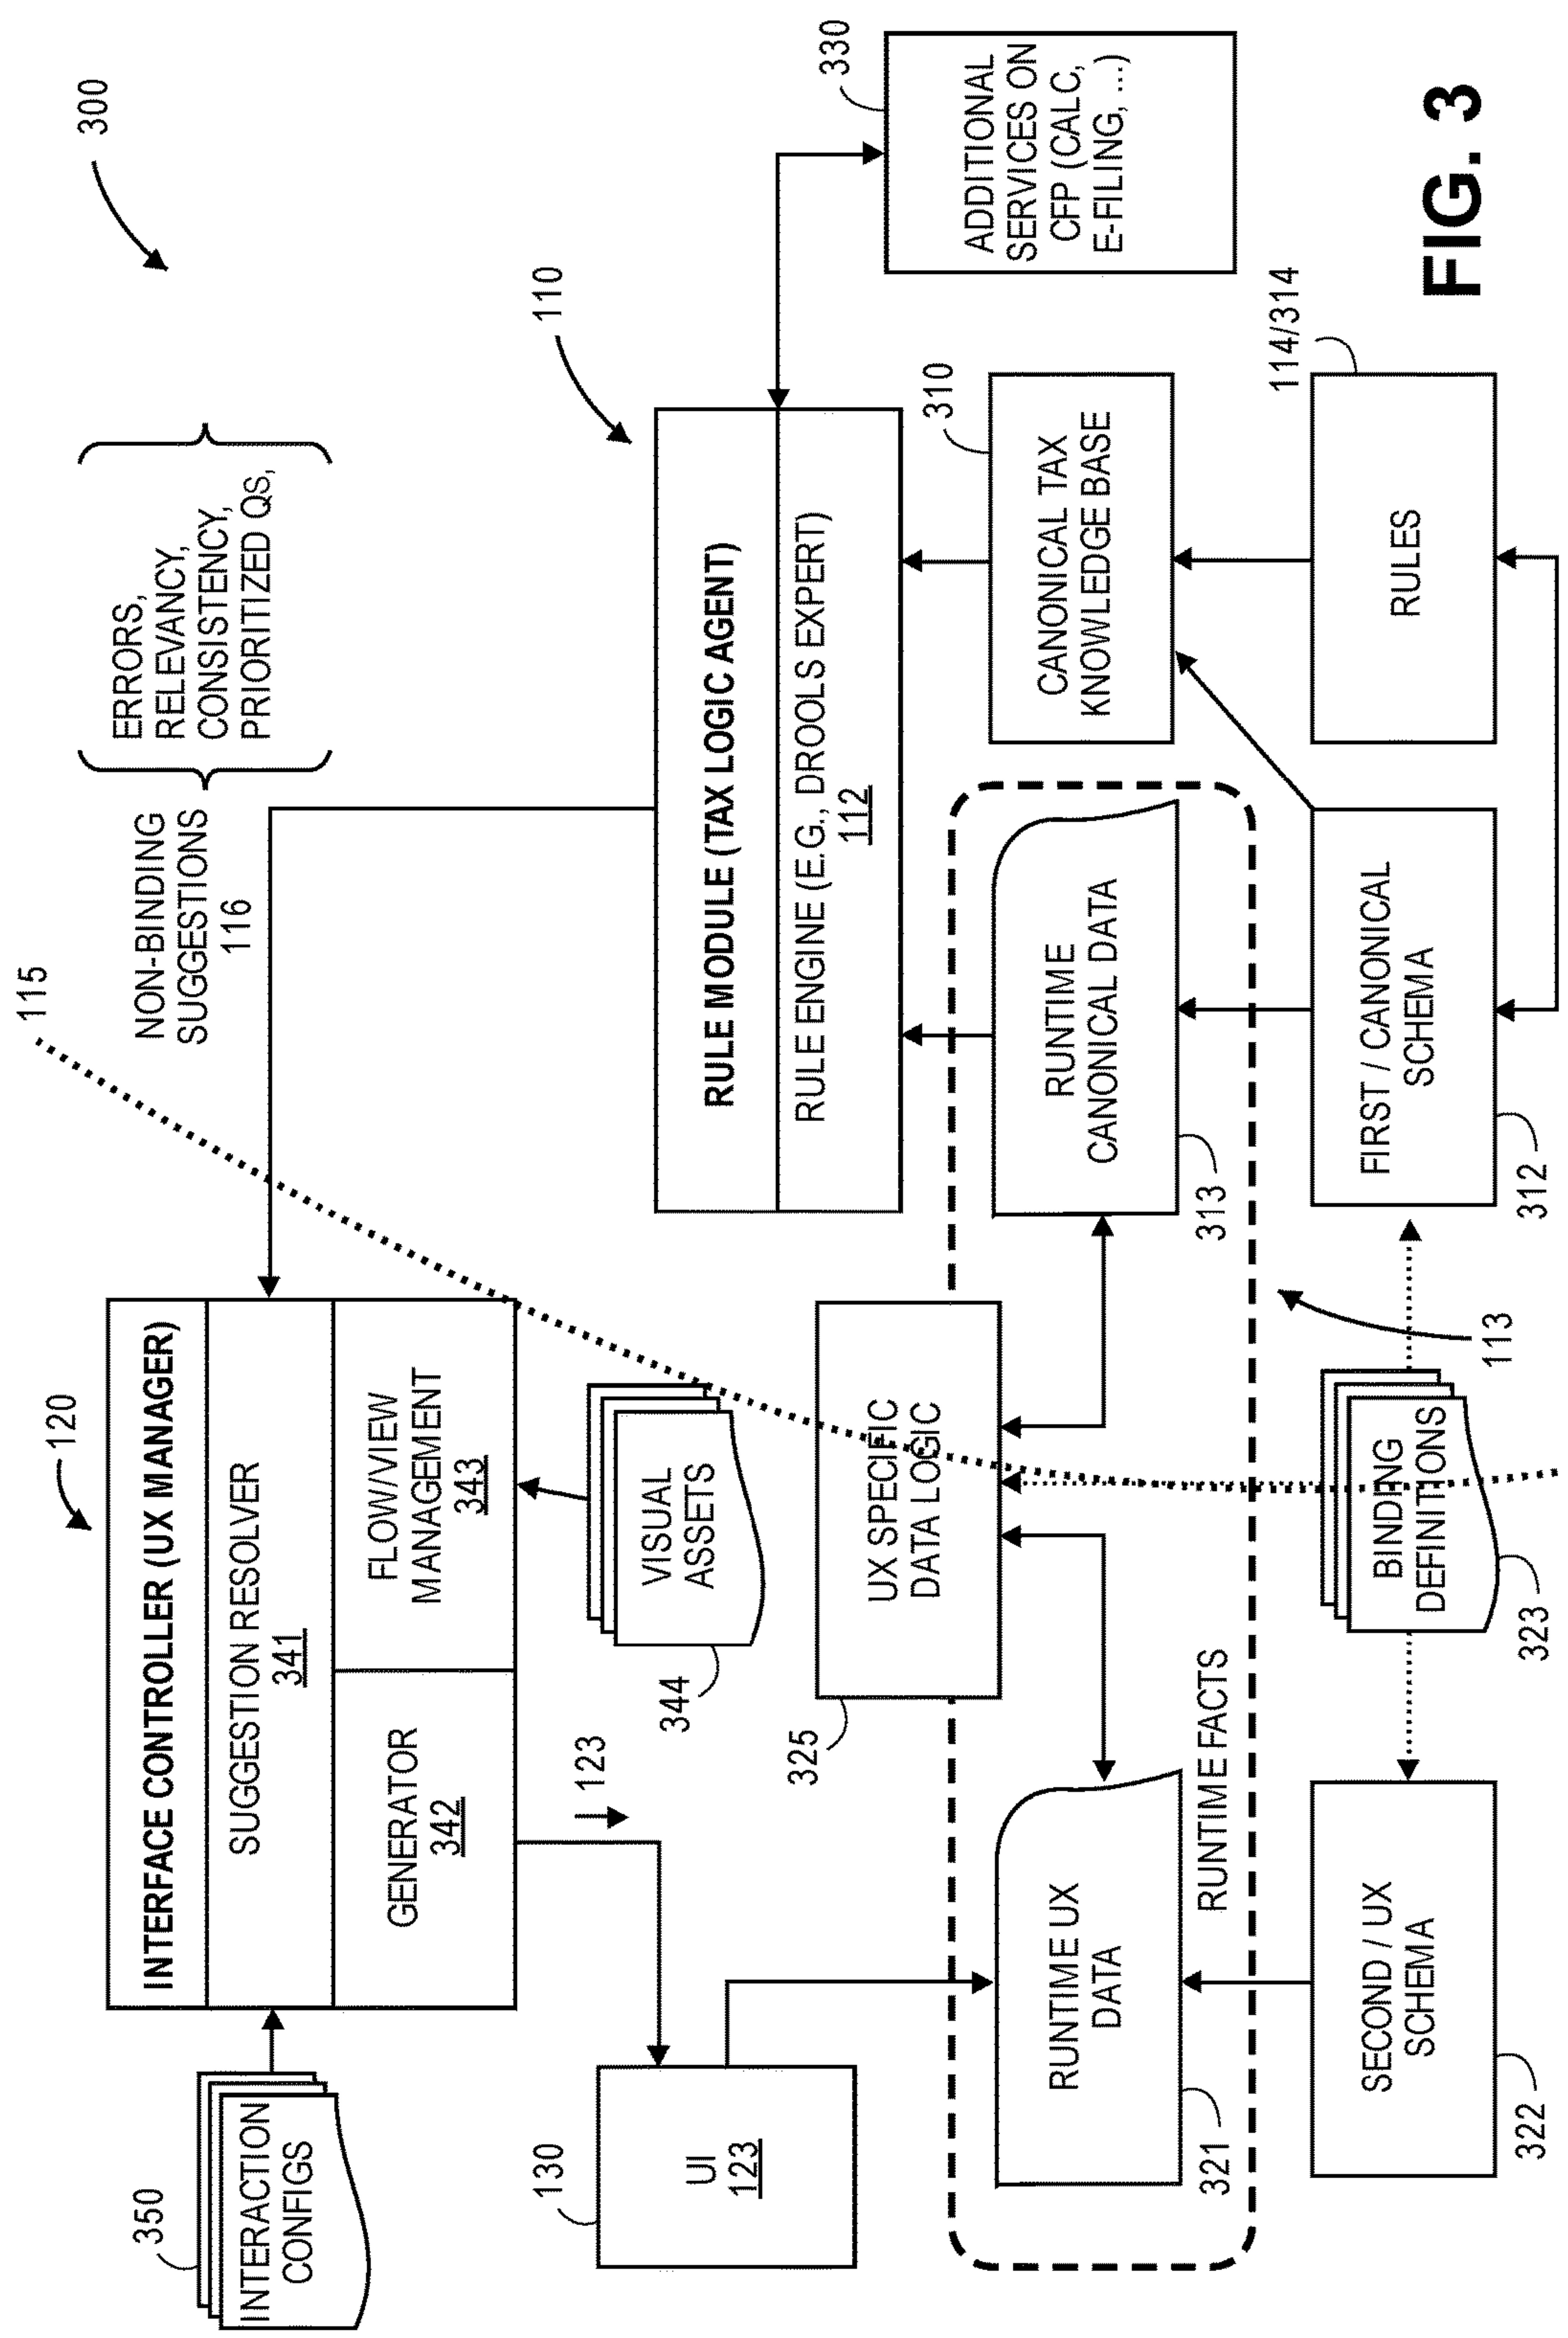 300
115
NON-BINDING
SUGGESTIONS
116
ERRORS,
RELEVANCY,
CONSISTENCY,
PRIORITIZED QS,
120
INTERFACE CONTROLLER (UX MANAGER)
350
INTERACTION
CONFIGS
SUGGESTION RESOLVER
341
GENERATOR
342
FLOW/VIEW
MANAGEMENT
343
123
VISUAL
ASSETS
344
110
RULE MODULE (TAX LOGIC AGENT)
RULE ENGINE (E.G., DROOLS EXPERT)
112
330
ADDITIONAL
SERVICES ON
CFP (CALC,
E-FILING, ...)
130
UI
123
325
UX SPECIFIC
DATA LOGIC
310
CANONICAL TAX
KNOWLEDGE BASE
RUNTIME UX
DATA
321
RUNTIME FACTS
RUNTIME
CANONICAL DATA
313
113
114/314
RULES
SECOND / UX
SCHEMA
322
BINDING
DEFINITIONS
323
FIRST / CANONICAL
SCHEMA
312
FIG. 3